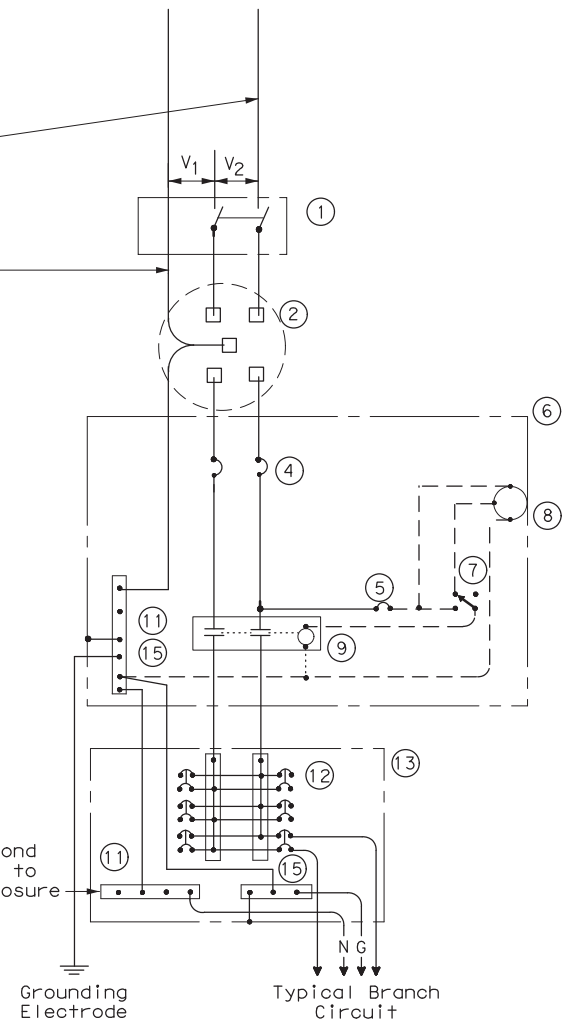 V1
V2
1
2
6
4
8
7
5
11
15
9
13
12
ond
to
osure
11
15
N G
Grounding
Electrode
Typical Branch
Circuit